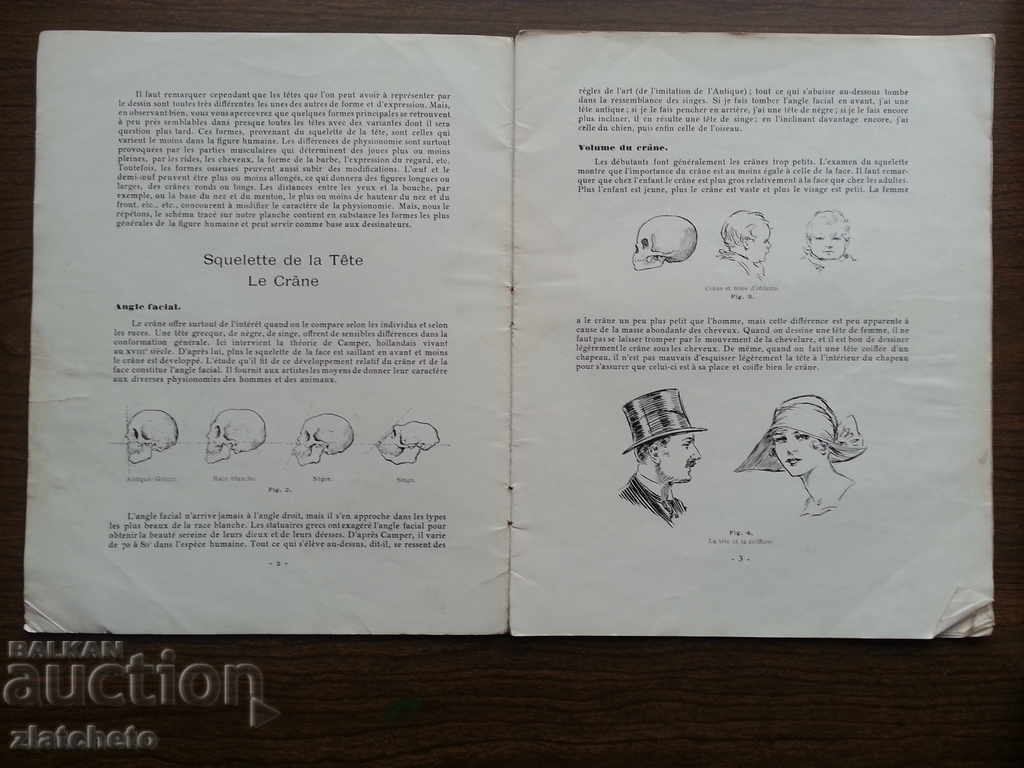 Il faut remarquer cependant que les têtes que l'on peut avoir à représenter par
le dessin sont toutes très différentes les unes des autres de forme et d'expression. Mais,
en observant bien, vous vous apercevrez que quelques formes principales se retrouvent
à peu près semblables dans presque toutes les têtes avec des variantes dont il sera
question plus tard. Ces formes, provenant du squelette de la tête, sont celles qui
varient le moins dans la figure humaine. Les différences de physionomie sont surtout
provoquées par les parties musculaires qui déterminent des joues plus ou moins
pleines, par les rides, les cheveux, la forme de la barbe, l'expression du regard, etc.
Toutefois, les formes osseuses peuvent aussi subir des modifications. L'œuf et le
demi-œuf peuvent être plus ou moins allongés, ce qui donnera des figures longues ou
larges, des crânes ronds ou longs. Les distances entre les yeux et la bouche, par
exemple, ou la base du nez et du menton, le plus ou moins de hauteur du nez et du
front, etc., etc., concourent à modifier le caractère de la physionomie. Mais, nous le
répétons, le schéma tracé sur notre planche contient en substance les formes les plus
générales de la figure humaine et peut servir comme base aux dessinateurs.
Squelette de la Tête
Le Crâne
Angle facial.
Le crâne offre surtout de l'intérêt quand on le compare selon les individus et selon
les races. Une tête grecque, de nègre, de singe, offrent de sensibles différences dans la
conformation générale. Ici intervient la théorie de Camper, hollandais vivant
au XVIIIe siècle. D'après lui, plus le squelette de la face est saillant en avant et moins
le crâne est développé. L'étude qu'il fit de ce développement relatif du crâne et de la
face constitue l'angle facial. Il fournit aux artistes les moyens de donner leur caractère
aux diverses physionomies des hommes et des animaux.
Antique (Grec). Race blanche. Nègre. Singe.
Fig. 2.
L'angle facial n'arrive jamais à l'angle droit, mais il s'en approche dans les types
les plus beaux de la race blanche. Les statuaires grecs ont exagéré l'angle facial pour
obtenir la beauté sereine de leurs dieux et de leurs déesses. D'après Camper, il varie
de 70 à 80° dans l'espèce humaine. Tout ce qui s'élève au-dessus, dit-il, se ressent des
- 2 -
règles de l'art (de l'imitation de l'Antique) ; tout ce qui s'abaisse au-dessous tombe
dans la ressemblance des singes. Si je fais tomber l'angle facial en avant, j'ai une
tête antique ; si je le fais pencher en arrière, j'ai une tête de nègre ; si je le fais encore
plus incliner, il en résulte une tête de singe ; en l'inclinant davantage encore, j'ai
celle du chien, puis enfin celle de l'oiseau.
Volume du crâne.
Les débutants font généralement les crânes trop petits. L'examen du squelette
montre que l'importance du crâne est au moins égale à celle de la face. Il faut remar-
quer que chez l'enfant le crâne est plus gros relativement à la face que chez les adultes.
Plus l'enfant est jeune, plus le crâne est vaste et plus le visage est petit. La femme
Crâne et têtes d'enfants.
Fig. 3.
a le crâne un peu plus petit que l'homme, mais cette différence est peu apparente à
cause de la masse abondante des cheveux. Quand on dessine une tête de femme, il ne
faut pas se laisser tromper par le mouvement de la chevelure, et il est bon de dessiner
légèrement le crâne sous les cheveux. De même, quand on fait une tête coiffée d'un
chapeau, il n'est pas mauvais d'esquisser légèrement la tête à l'intérieur du chapeau
pour s'assurer que celui-ci est à sa place et coiffe bien le crâne.
Fig. 4.
La tête et la coiffure.
- 3 -
BALKAN
auction
zlatcheto